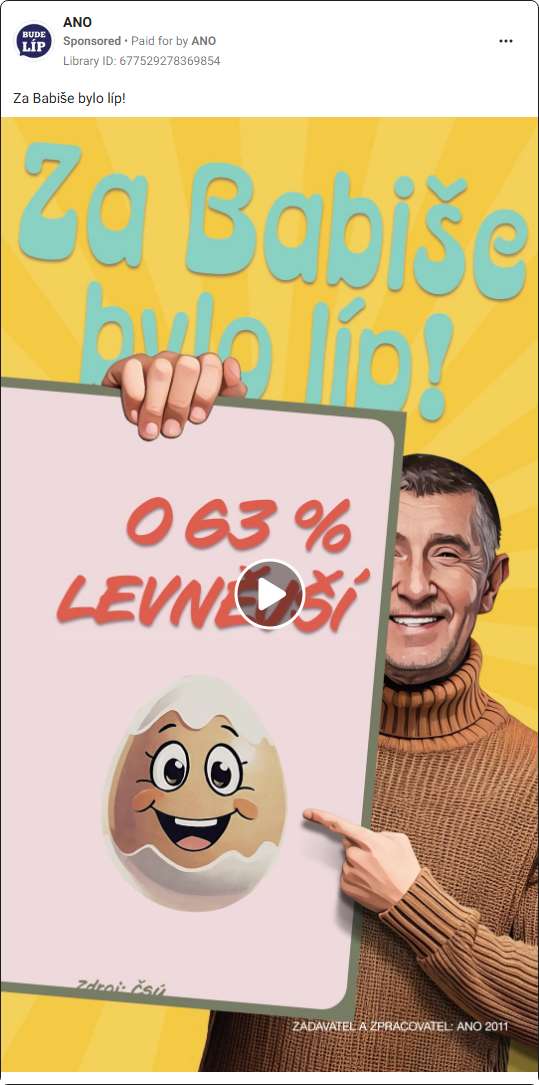 BUDE
LÍP
ANO
Sponsored • Paid for by ANO
Library ID: 677529278369854
Za Babiše bylo líp!
Za Babiše
bylo líp!
O 63 %
LEVNĚJŠÍ
Zdroj: ČSÚ
ZADAVATEL A ZPRACOVATEL: ANO 2011